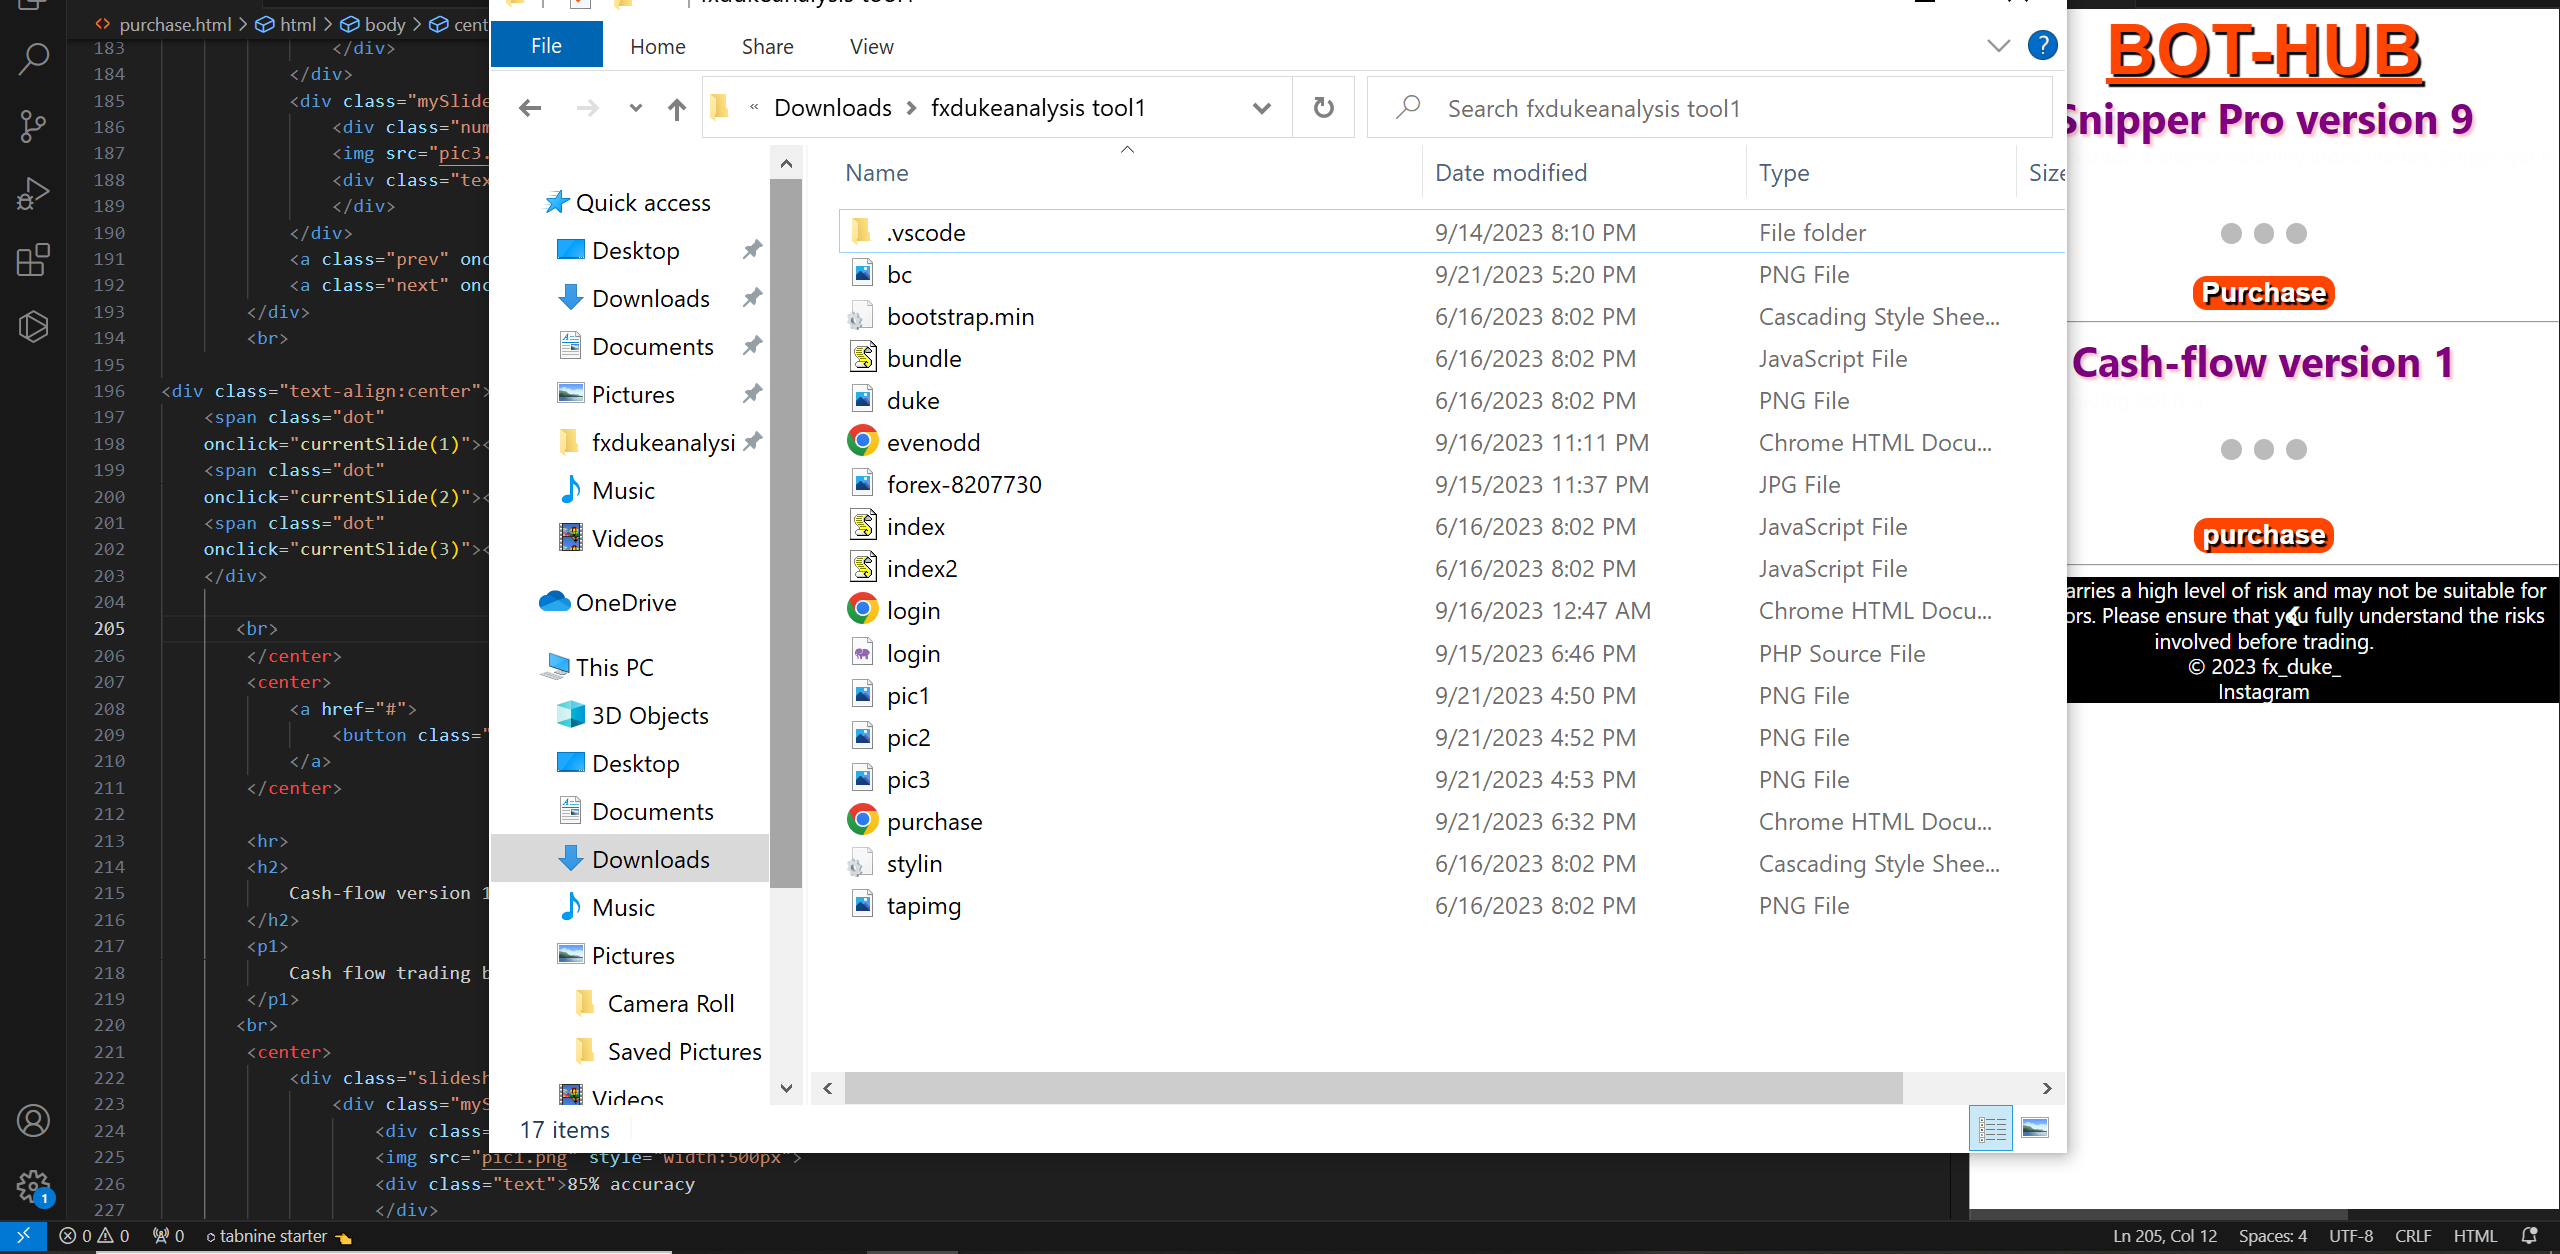 purchase.html > html > body > cent
183 </div>
184 </div>
185 <div class="mySlide
186 <div class="num
187 <img src="pic3.
188 <div class="tex
189 </div>
190 </div>
191 <a class="prev" onc
192 <a class="next" onc
193 </div>
194 <br>
195
196 <div class="text-align:center">
197 <span class="dot"
198 onclick="currentSlide(1)"><
199 <span class="dot"
200 onclick="currentSlide(2)"><
201 <span class="dot"
202 onclick="currentSlide(3)"><
203 </div>
204
205 <br>
206 </center>
207 <center>
208 <a href="#">
209 <button class="
210 </a>
211 </center>
212
213 <hr>
214 <h2>
215 Cash-flow version 1
216 </h2>
217 <p1>
218 Cash flow trading b
219 </p1>
220 <br>
221 <center>
222 <div class="slidesh
223 <div class="myS
224 <div class=
225 <img src="pic1.png" style="width:500px">
226 <div class="text">85% accuracy
227 </div>
fxdukeanalysis tool1
File Home Share View
« Downloads > fxdukeanalysis tool1
Search fxdukeanalysis tool1
Quick access
Desktop
Downloads
Documents
Pictures
fxdukeanalysi
Music
Videos
OneDrive
This PC
3D Objects
Desktop
Documents
Downloads
Music
Pictures
Camera Roll
Saved Pictures
Videos
Name Date modified Type Size
.vscode 9/14/2023 8:10 PM File folder
bc 9/21/2023 5:20 PM PNG File
bootstrap.min 6/16/2023 8:02 PM Cascading Style Shee...
bundle 6/16/2023 8:02 PM JavaScript File
duke 6/16/2023 8:02 PM PNG File
evenodd 9/16/2023 11:11 PM Chrome HTML Docu...
forex-8207730 9/15/2023 11:37 PM JPG File
index 6/16/2023 8:02 PM JavaScript File
index2 6/16/2023 8:02 PM JavaScript File
login 9/16/2023 12:47 AM Chrome HTML Docu...
login 9/15/2023 6:46 PM PHP Source File
pic1 9/21/2023 4:50 PM PNG File
pic2 9/21/2023 4:52 PM PNG File
pic3 9/21/2023 4:53 PM PNG File
purchase 9/21/2023 6:32 PM Chrome HTML Docu...
stylin 6/16/2023 8:02 PM Cascading Style Shee...
tapimg 6/16/2023 8:02 PM PNG File
17 items
BOT-HUB
Snipper Pro version 9
Purchase
Cash-flow version 1
purchase
arries a high level of risk and may not be suitable for
ors. Please ensure that you fully understand the risks
involved before trading.
© 2023 fx_duke_
Instagram
1
0 0 0 tabnine starter
Ln 205, Col 12 Spaces: 4 UTF-8 CRLF HTML